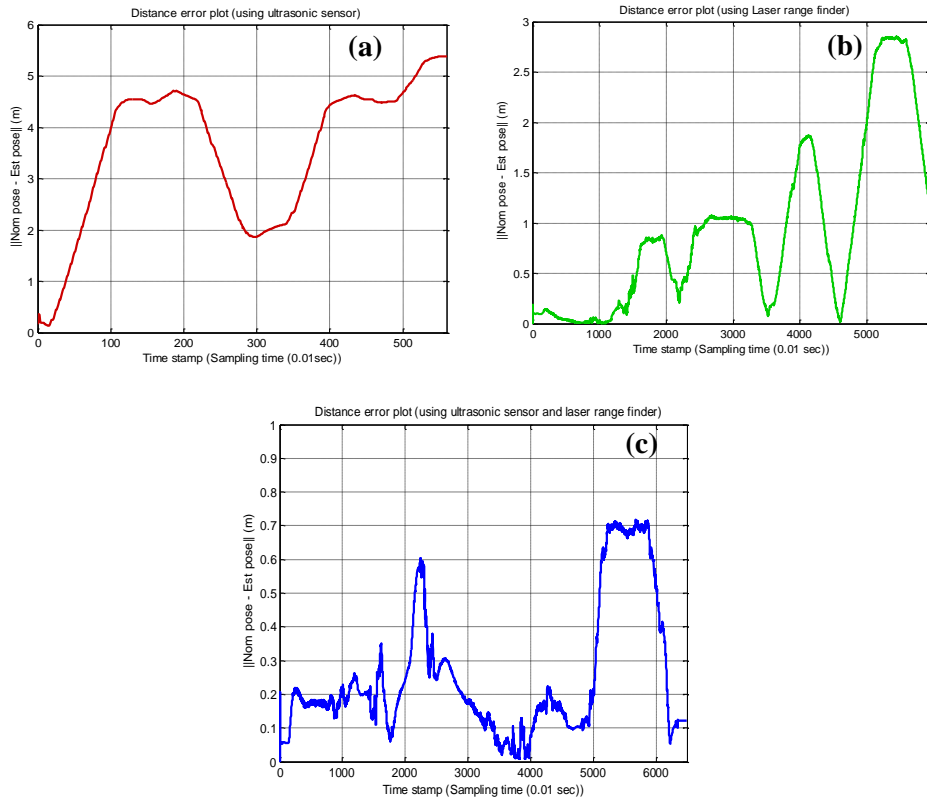 Distance error plot (using ultrasonic sensor)
(a)
6
5
4
3
2
1
0
||Nom pose - Est pose|| (m)
0 100 200 300 400 500
Time stamp (Sampling time (0.01sec))
Distance error plot (using Laser range finder)
(b)
3
2.5
2
1.5
1
0.5
0
||Nom pose - Est pose|| (m)
0 1000 2000 3000 4000 5000
Time stamp (Sampling time (0.01 sec))
Distance error plot (using ultrasonic sensor and laser range finder)
(c)
1
0.9
0.8
0.7
0.6
0.5
0.4
0.3
0.2
0.1
0
||Nom pose - Est pose|| (m)
0 1000 2000 3000 4000 5000 6000
Time stamp (Sampling time (0.01 sec))